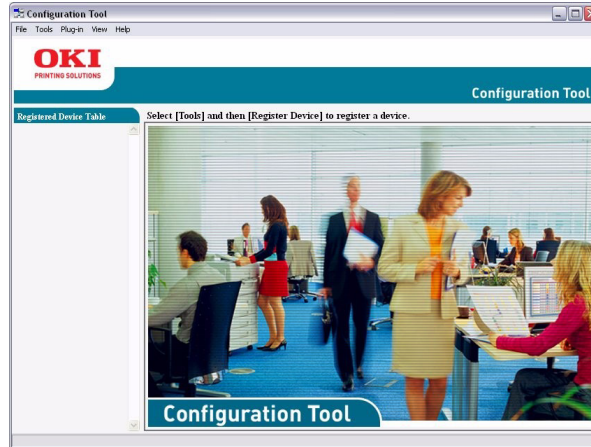 Configuration Tool
File Tools Plug-in View Help
OKI
PRINTING SOLUTIONS
Configuration Tool
Registered Device Table
Select [Tools] and then [Register Device] to register a device.
Configuration Tool